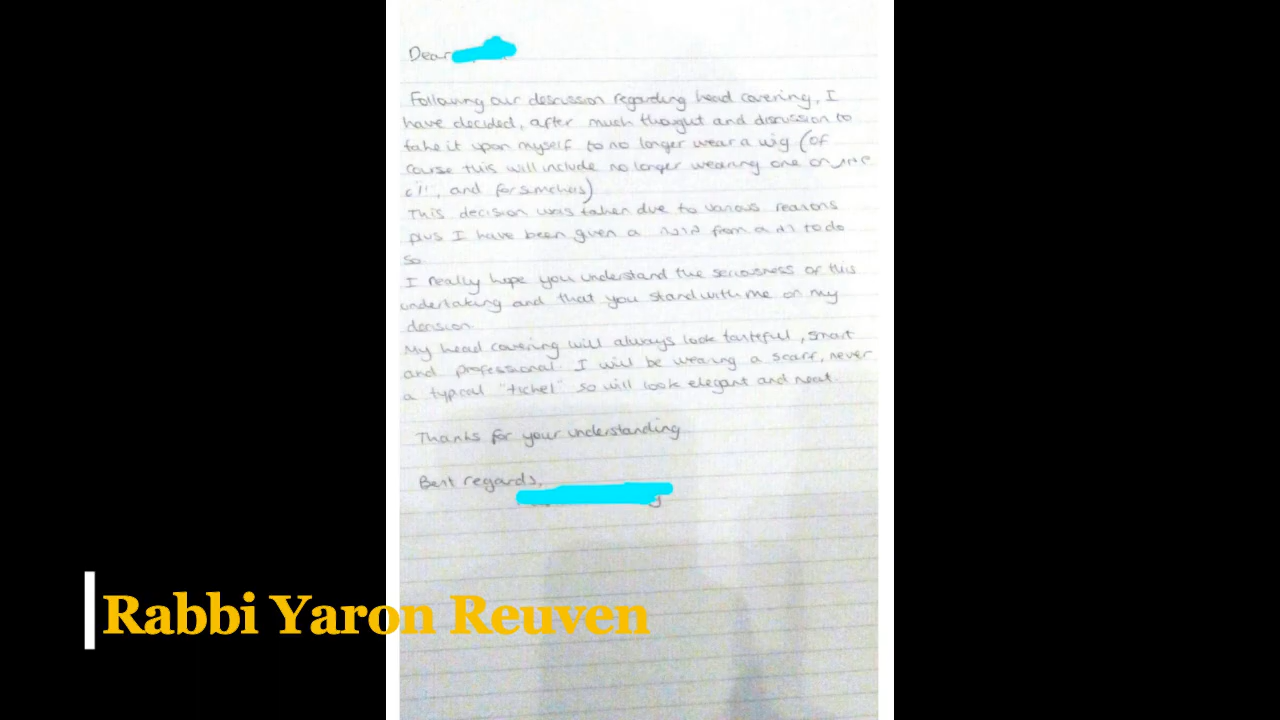 Dear
Following our desrussion regarding head covering, I
have decided, after much thougut and discussion to
take it upon myself to no longer wear a wig (of
course this will include no longer wearing one on
and for simchas)
This decision was taken due to various reasons
plus I have been given a from a to do
so.
I really hope you understand the seriousness of this
undertaking and that you stand with me on my
decision.
My head covering will always look tasteful, smart
and professional. I will be wearing a scarf, never
a typical "tichel" so will look elegant and neat.
Thanks for your understanding
Best regards,
Rabbi Yaron Reuven